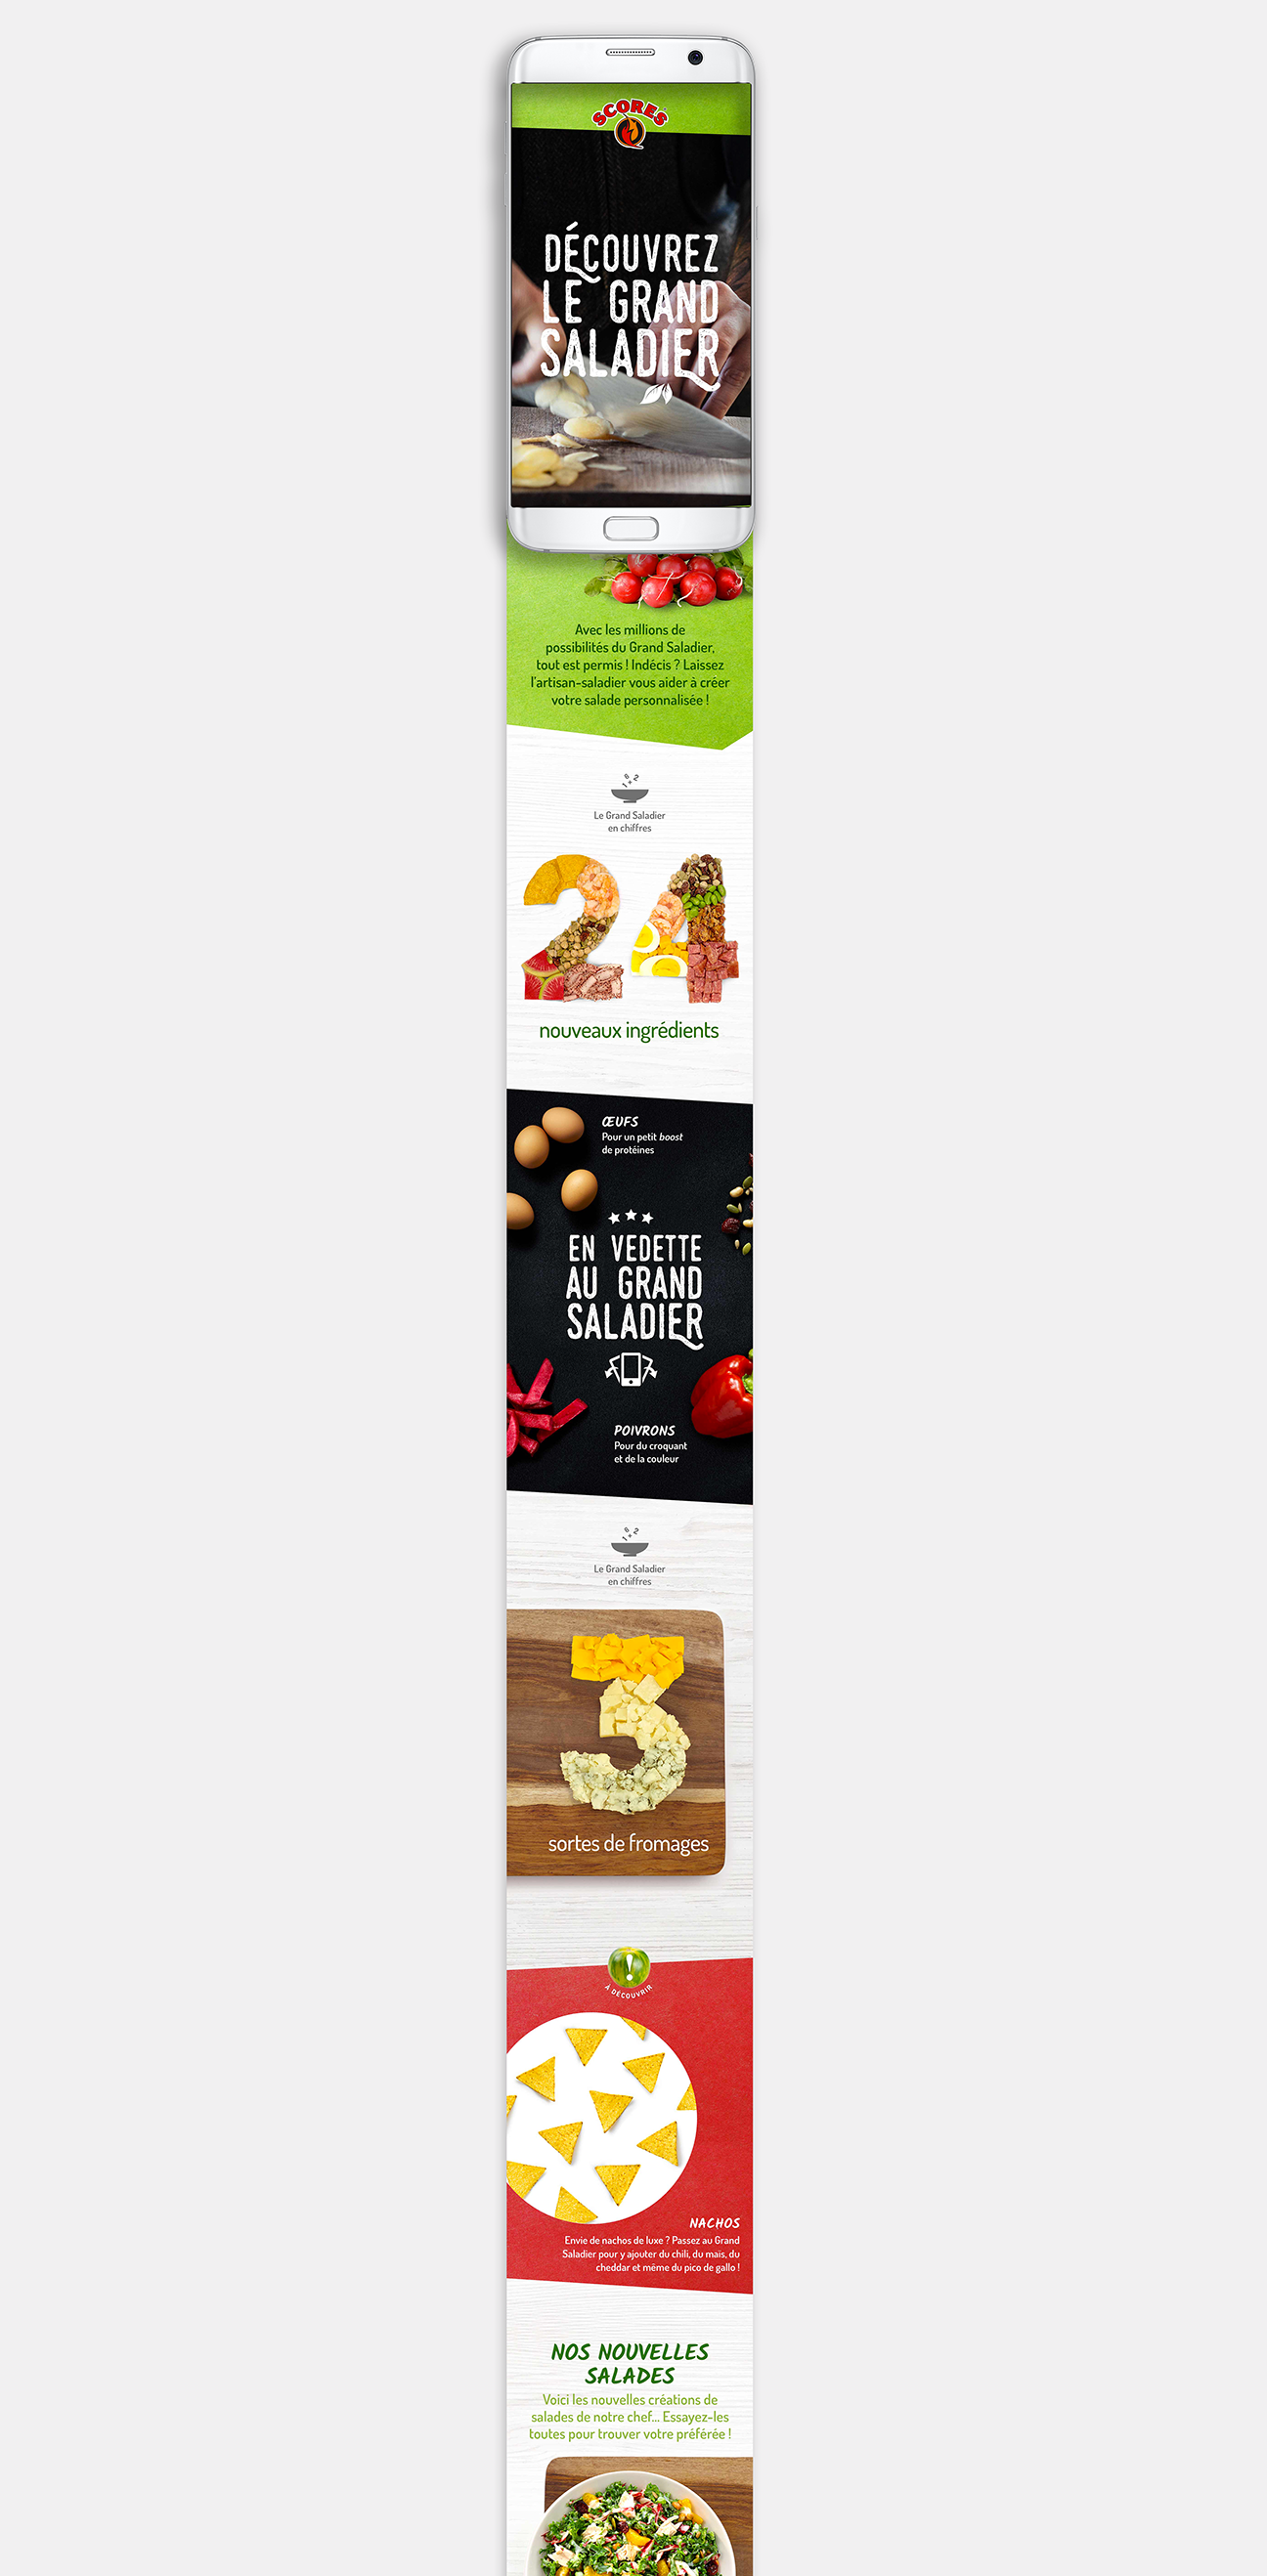 SCORES
DÉCOUVREZ
LE GRAND
SALADIER
Avec les millions de
possibilités du Grand Saladier,
tout est permis ! Indécis ? Laissez
l'artisan-saladier vous aider à créer
votre salade personnalisée !
Le Grand Saladier
en chiffres
24
nouveaux ingrédients
ŒUFS
Pour un petit boost
de protéines
EN VEDETTE
AU GRAND
SALADIER
POIVRONS
Pour du croquant
et de la couleur
Le Grand Saladier
en chiffres
3
sortes de fromages
!
À DÉCOUVRIR
NACHOS
Envie de nachos de luxe ? Passez au Grand
Saladier pour y ajouter du chili, du maïs, du
cheddar et même du pico de gallo !
NOS NOUVELLES
SALADES
Voici les nouvelles créations de
salades de notre chef... Essayez-les
toutes pour trouver votre préférée !